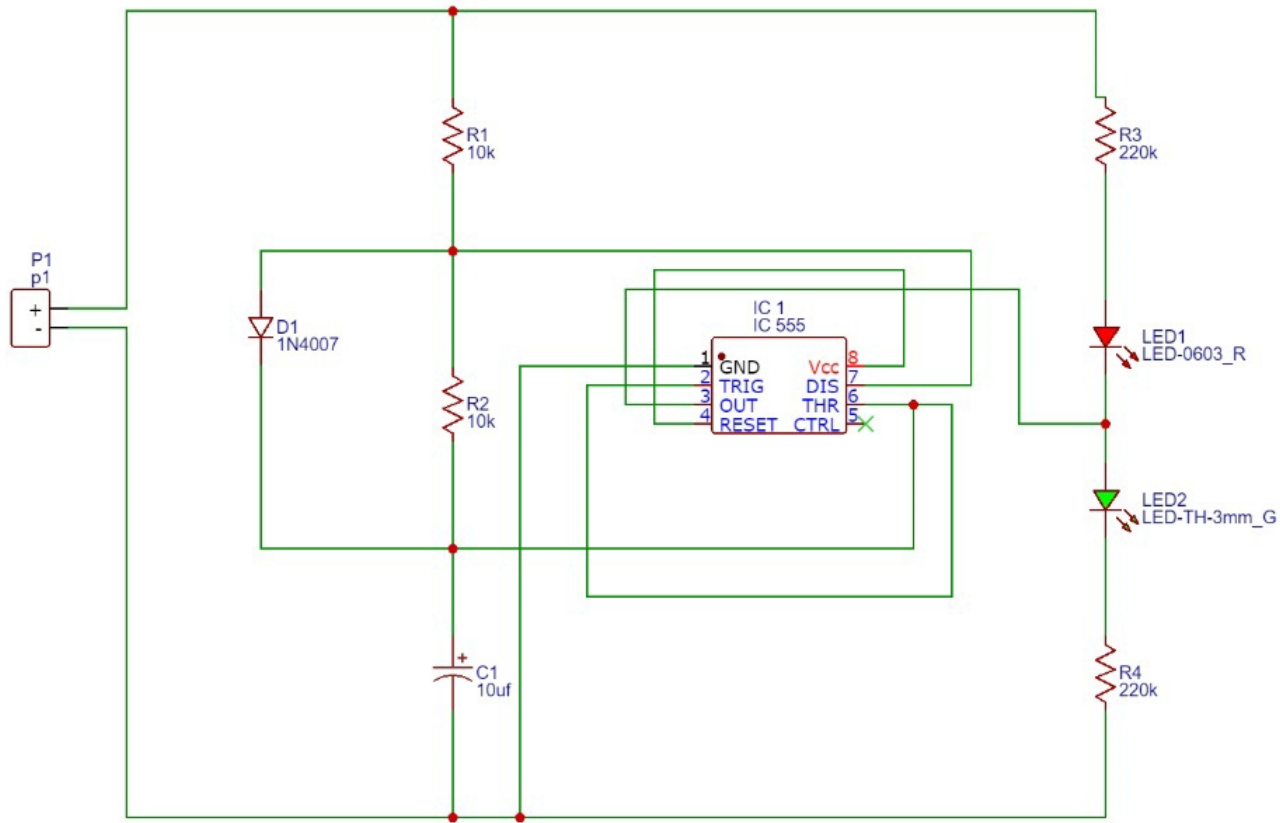 P1
p1
+
-
R1
10k
D1
1N4007
R2
10k
+
C1
10uf
IC 1
IC 555
1 GND Vcc 8
2 TRIG DIS 7
3 OUT THR 6
4 RESET CTRL 5
R3
220k
LED1
LED-0603_R
LED2
LED-TH-3mm_G
R4
220k